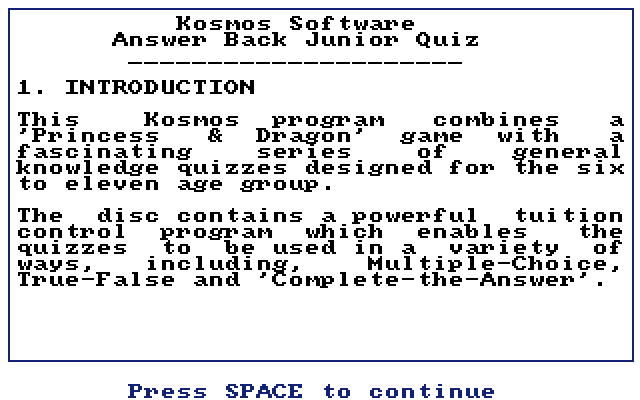 Kosmos Software
Answer Back Junior Quiz
1. INTRODUCTION
This Kosmos program combines a
'Princess & Dragon' game with a
fascinating series of general
knowledge quizzes designed for the six
to eleven age group.
The disc contains a powerful tuition
control program which enables the
quizzes to be used in a variety of
ways, including, Multiple-Choice,
True-False and 'Complete-the-Answer'.
Press SPACE to continue